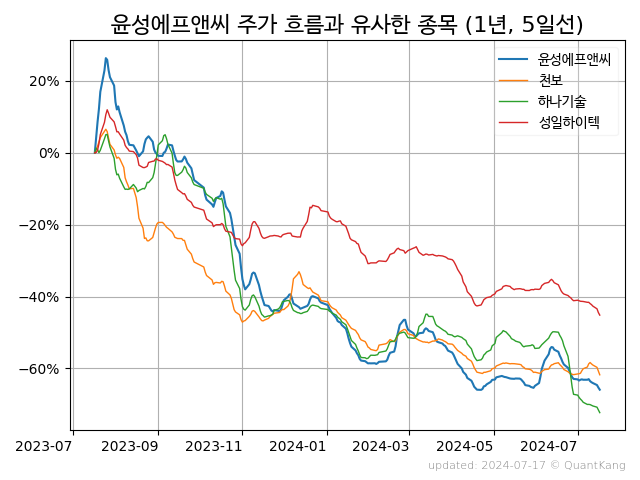 윤성에프앤씨 주가 흐름과 유사한 종목 (1년, 5일선)
윤성에프앤씨
천보
하나기술
성일하이텍
20%
0%
−20%
−40%
−60%
2023-07 2023-09 2023-11 2024-01 2024-03 2024-05 2024-07
updated: 2024-07-17 © QuantKang